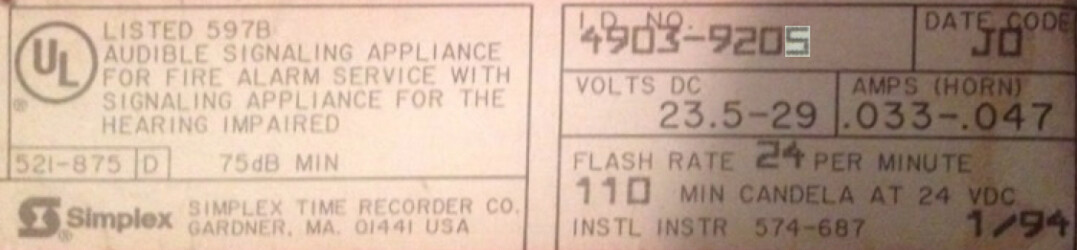 UL
LISTED 597B
AUDIBLE SIGNALING APPLIANCE
FOR FIRE ALARM SERVICE WITH
SIGNALING APPLIANCE FOR THE
HEARING IMPAIRED
®
521-875 D 75dB MIN
Simplex ®
SIMPLEX TIME RECORDER CO.
GARDNER, MA. 01441 USA
I.D. NO.
4903-9205
DATE CODE
JO
VOLTS DC
23.5-29
AMPS (HORN)
.033-.047
FLASH RATE 24 PER MINUTE
110 MIN CANDELA AT 24 VDC
INSTL INSTR 574-687 1/94